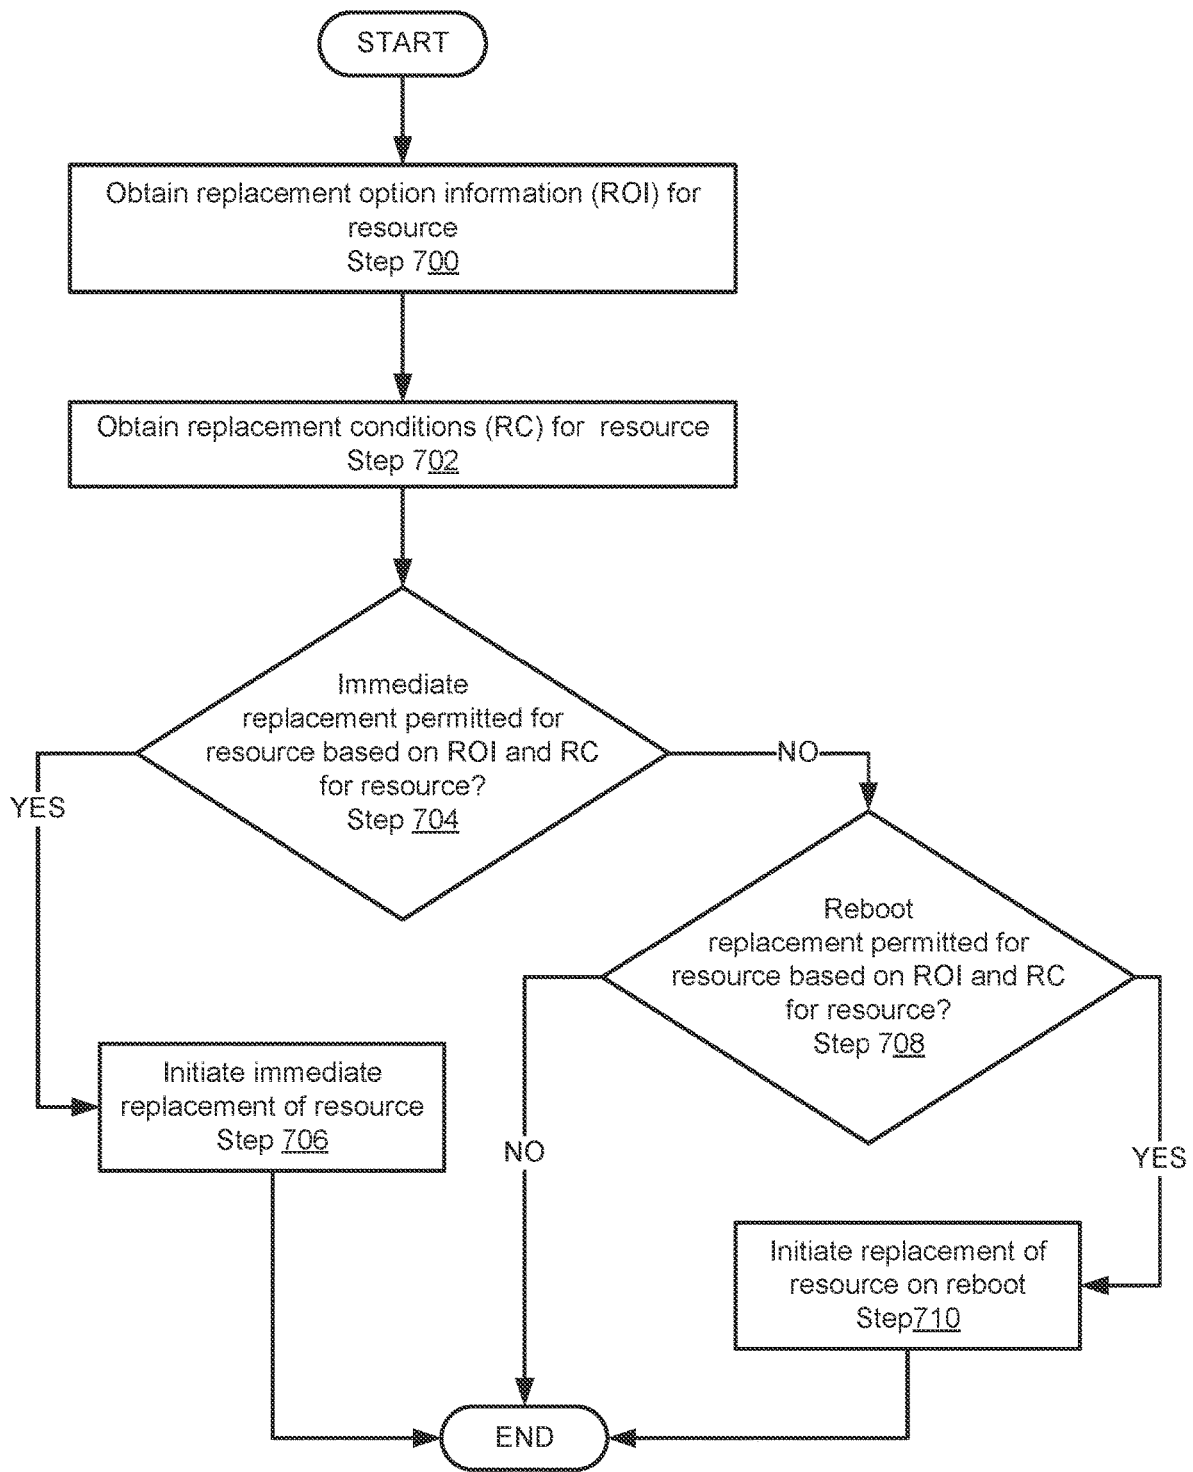 START
Obtain replacement option information (ROI) for
resource
Step 700
Obtain replacement conditions (RC) for resource
Step 702
Immediate
replacement permitted for
resource based on ROI and RC
for resource?
Step 704
YES
NO
Reboot
replacement permitted for
resource based on ROI and RC
for resource?
Step 708
Initiate immediate
replacement of resource
Step 706
NO
YES
Initiate replacement of
resource on reboot
Step710
END